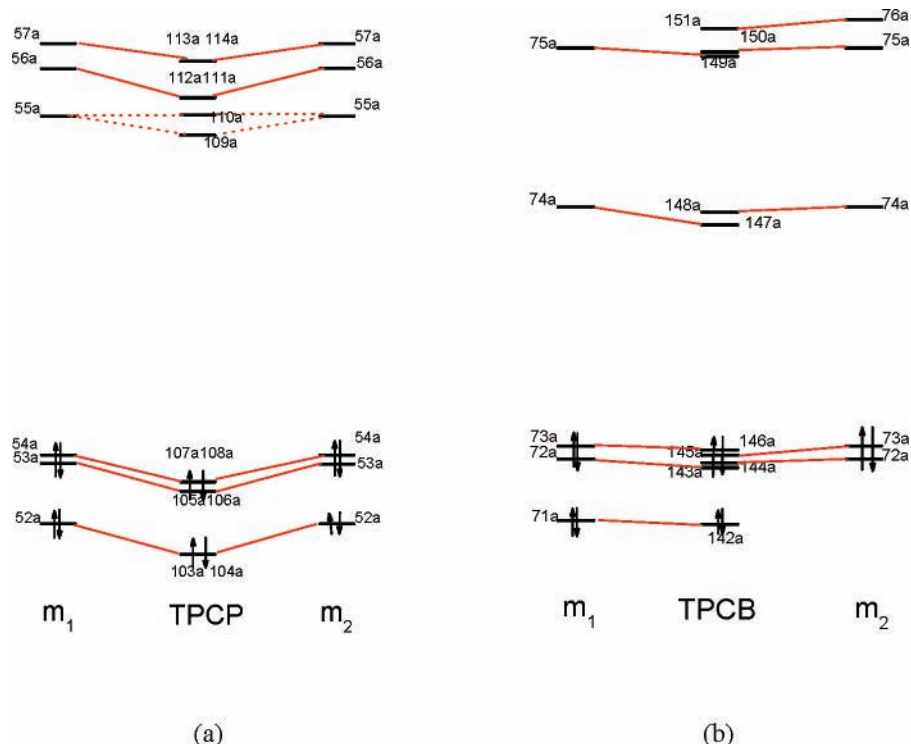 57a
113a 114a
57a
56a
112a111a
56a
55a
110a
55a
109a
54a
107a108a
54a
53a
53a
105a106a
52a
52a
103a 104a
m1
TPCP
m2
(a)
151a
76a
75a
150a
75a
149a
74a
148a
74a
147a
73a
146a
73a
145a
72a
72a
143a
144a
71a
142a
m1
TPCB
m2
(b)